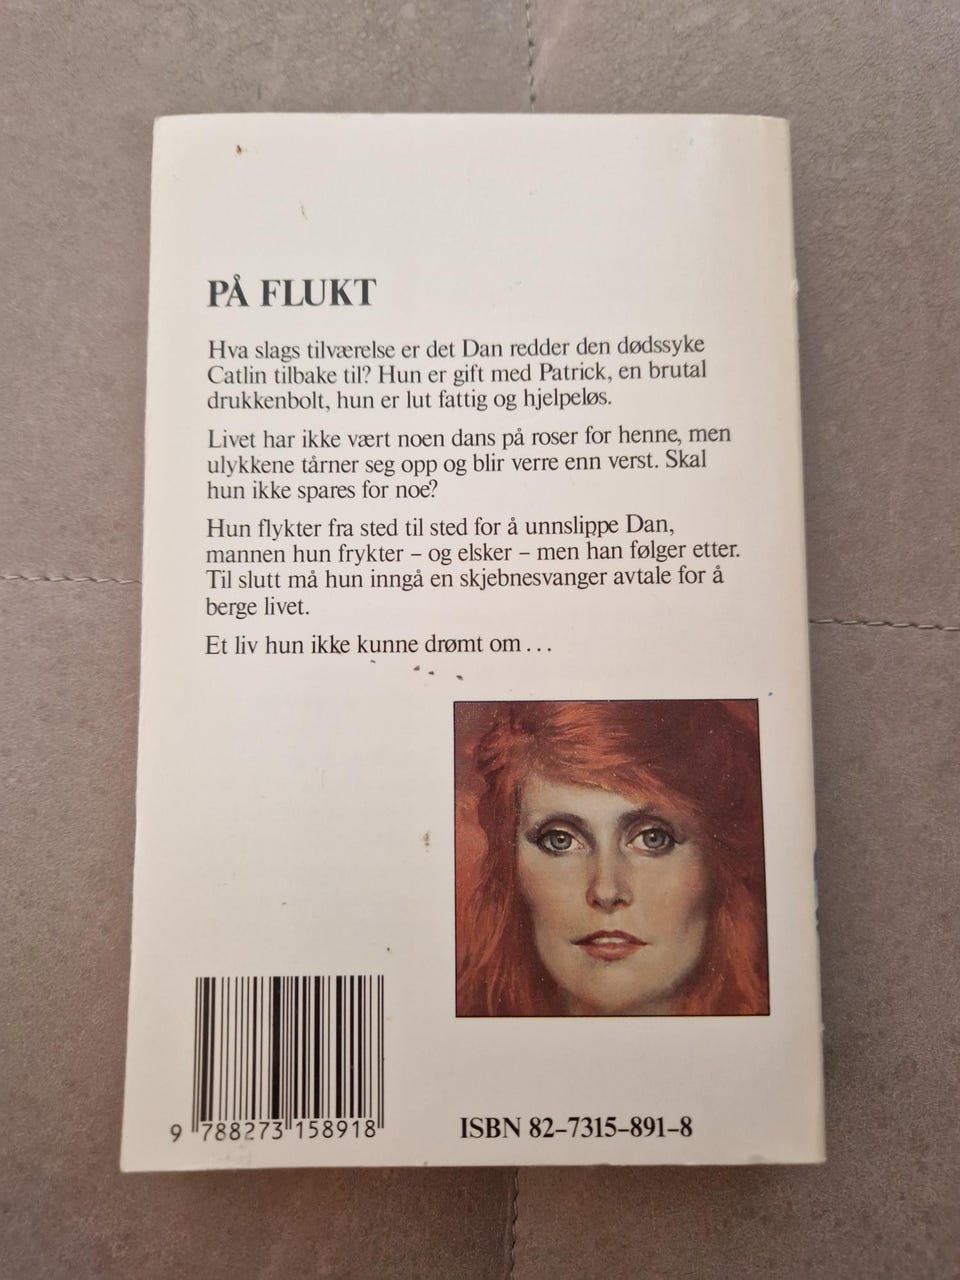 PÅ FLUKT
Hva slags tilværelse er det Dan redder den dødssyke
Catlin tilbake til? Hun er gift med Patrick, en brutal
drukkenbolt, hun er lut fattig og hjelpeløs.
Livet har ikke vært noen dans på roser for henne, men
ulykkene tårner seg opp og blir verre enn verst. Skal
hun ikke spares for noe?
Hun flykter fra sted til sted for å unnslippe Dan,
mannen hun frykter – og elsker – men han følger etter.
Til slutt må hun inngå en skjebnesvanger avtale for å
berge livet.
Et liv hun ikke kunne drømt om...
9 788273 158918
ISBN 82–7315–891–8